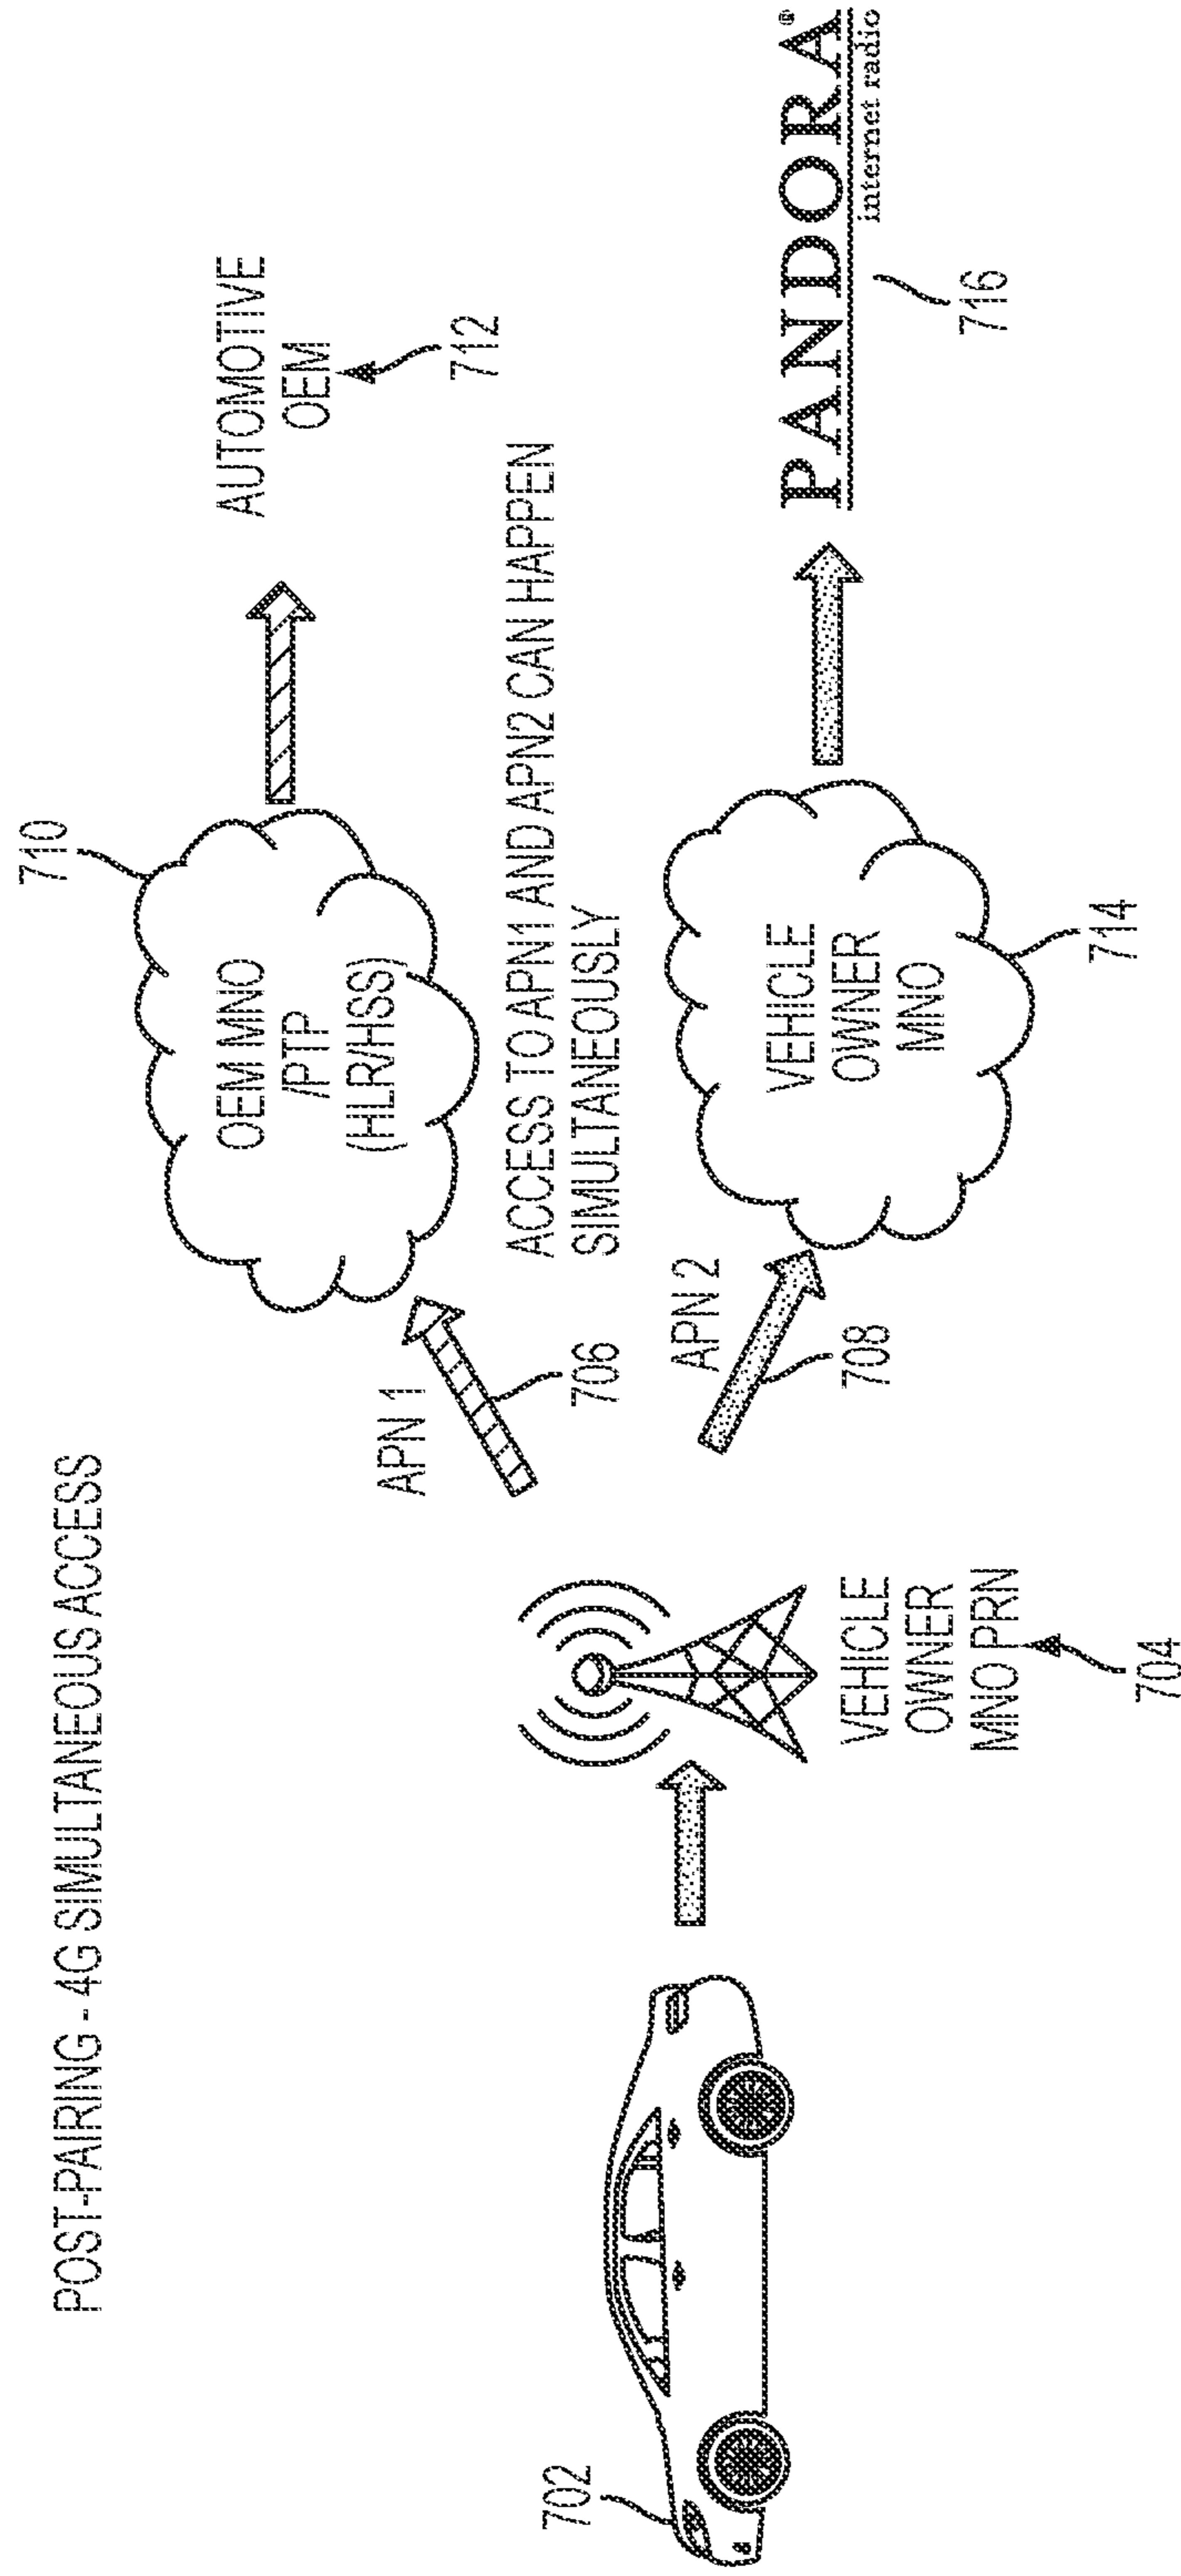 POST-PAIRING - 4G SIMULTANEOUS ACCESS
702
VEHICLE
OWNER
MNO PRN
704
APN 1
706
APN 2
708
710
OEM MNO
/PTP
(HLR/HSS)
AUTOMOTIVE
OEM
712
ACCESS TO APN1 AND APN2 CAN HAPPEN
SIMULTANEOUSLY
VEHICLE
OWNER
MNO
714
PANDORA®
internet radio
716